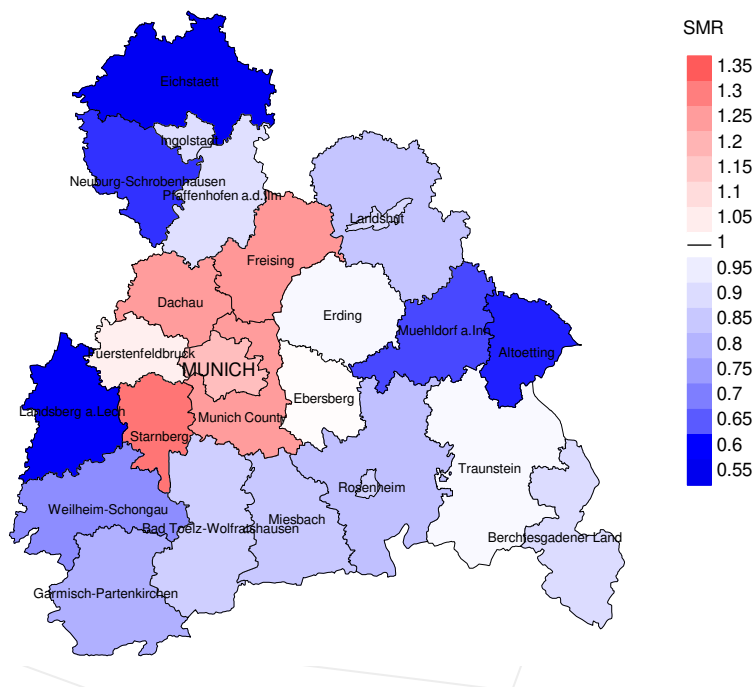 SMR
1.35
1.3
1.25
1.2
1.15
1.1
1.05
1
0.95
0.9
0.85
0.8
0.75
0.7
0.65
0.6
0.55
Eichstaett
Ingolstadt
Neuburg-Schrobenhausen
Pfaffenhofen a.d.Ilm
Landshut
Freising
Dachau
Erding
Muehldorf a.Inn
Altoetting
Fuerstenfeldbruck
MUNICH
Ebersberg
Landsberg a.Lech
Munich County
Starnberg
Traunstein
Rosenheim
Weilheim-Schongau
Miesbach
Bad Toelz-Wolfratshausen
Berchtesgadener Land
Garmisch-Partenkirchen